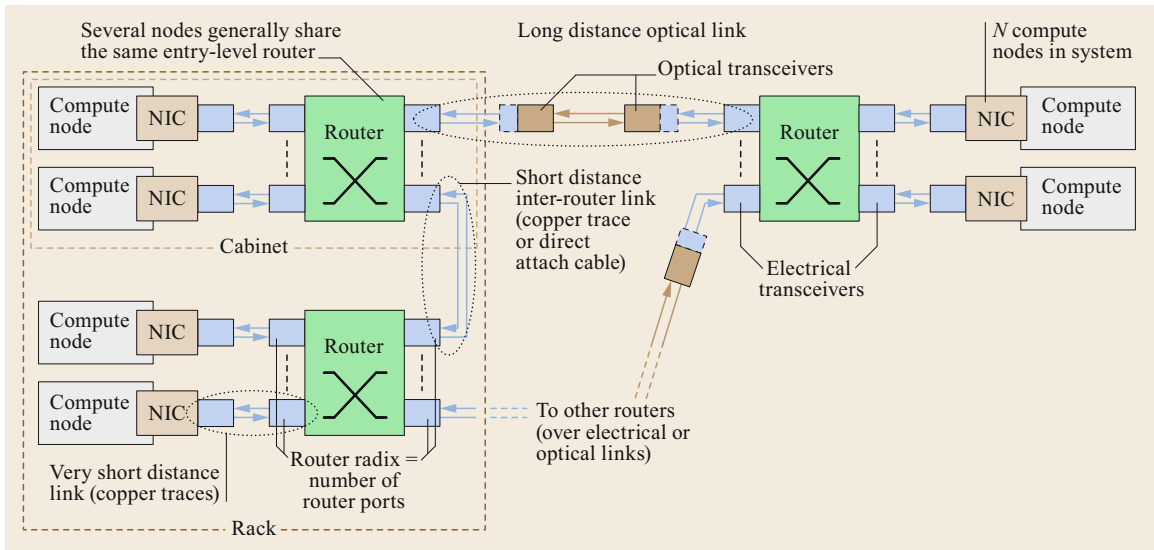 Several nodes generally share
the same entry-level router
Long distance optical link
N compute
nodes in system
Optical transceivers
Compute
node
NIC
Router
Router
NIC
Compute
node
Compute
node
NIC
Short distance
inter-router link
(copper trace
or direct
attach cable)
NIC
Compute
node
Cabinet
Electrical
transceivers
Compute
node
NIC
Router
Compute
node
NIC
To other routers
(over electrical or
optical links)
Very short distance
link (copper traces)
Router radix =
number of
router ports
Rack